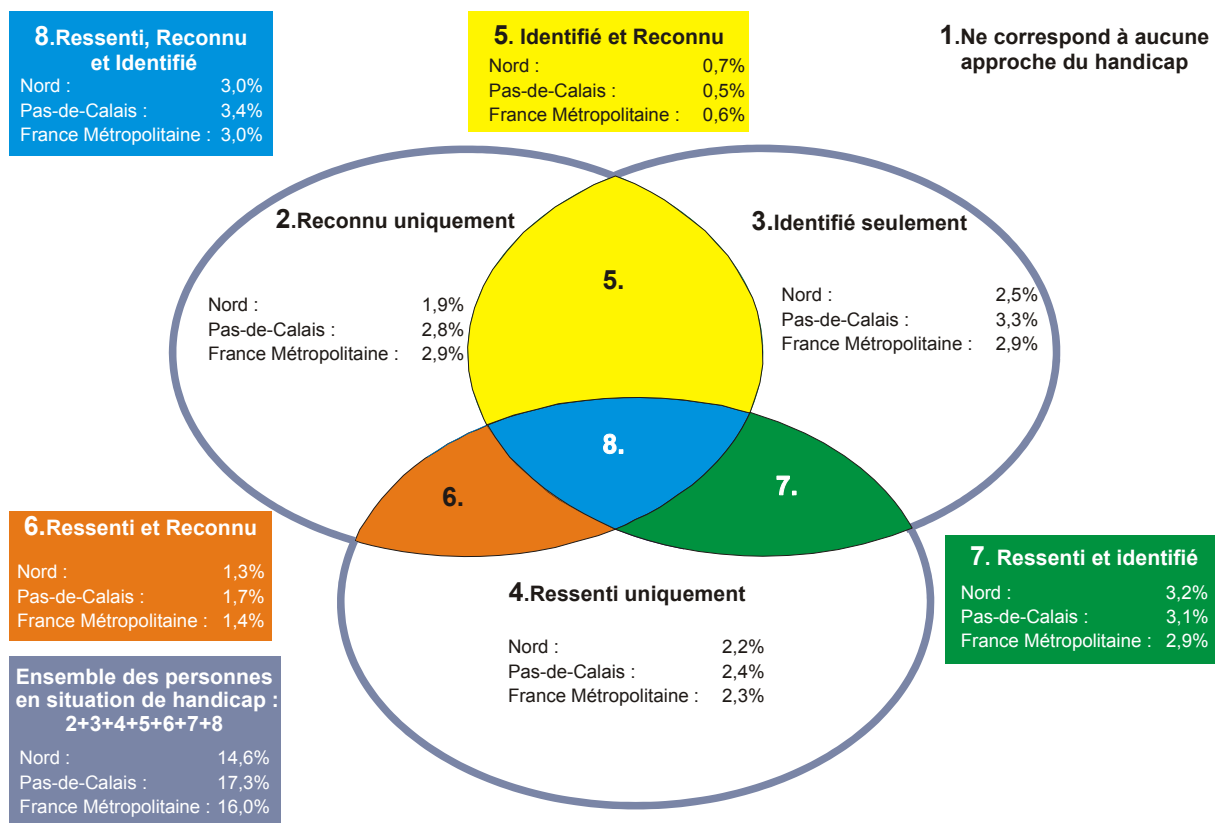 8.Ressenti, Reconnu
et Identifié
Nord : 3,0%
Pas-de-Calais : 3,4%
France Métropolitaine : 3,0%
5. Identifié et Reconnu
Nord : 0,7%
Pas-de-Calais : 0,5%
France Métropolitaine : 0,6%
1.Ne correspond à aucune
approche du handicap
2.Reconnu uniquement
Nord : 1,9%
Pas-de-Calais : 2,8%
France Métropolitaine : 2,9%
5.
3.Identifié seulement
Nord : 2,5%
Pas-de-Calais : 3,3%
France Métropolitaine : 2,9%
8.
6.
7.
6.Ressenti et Reconnu
Nord : 1,3%
Pas-de-Calais : 1,7%
France Métropolitaine : 1,4%
4.Ressenti uniquement
Nord : 2,2%
Pas-de-Calais : 2,4%
France Métropolitaine : 2,3%
7. Ressenti et identifié
Nord : 3,2%
Pas-de-Calais : 3,1%
France Métropolitaine : 2,9%
Ensemble des personnes
en situation de handicap :
2+3+4+5+6+7+8
Nord : 14,6%
Pas-de-Calais : 17,3%
France Métropolitaine : 16,0%